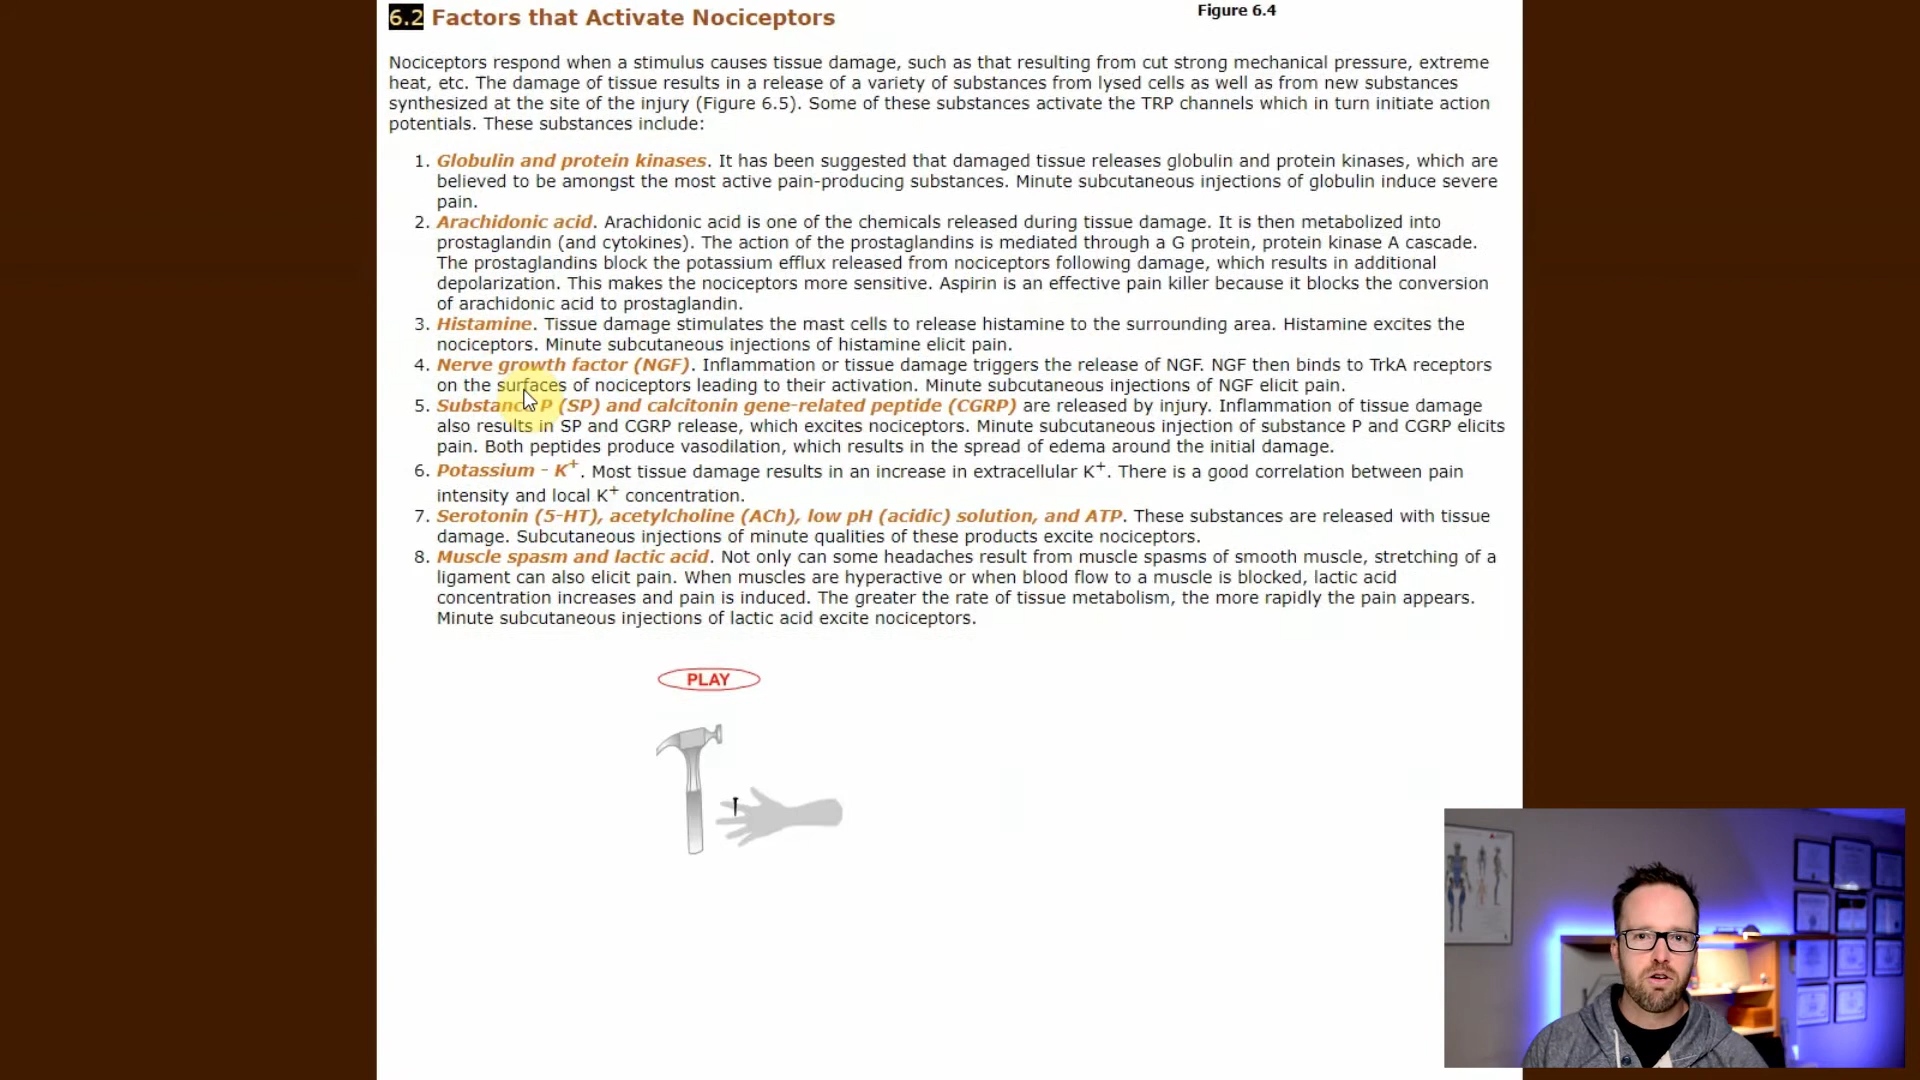 6.2 Factors that Activate Nociceptors
Figure 6.4
Nociceptors respond when a stimulus causes tissue damage, such as that resulting from cut strong mechanical pressure, extreme
heat, etc. The damage of tissue results in a release of a variety of substances from lysed cells as well as from new substances
synthesized at the site of the injury (Figure 6.5). Some of these substances activate the TRP channels which in turn initiate action
potentials. These substances include:
1. Globulin and protein kinases. It has been suggested that damaged tissue releases globulin and protein kinases, which are
believed to be amongst the most active pain-producing substances. Minute subcutaneous injections of globulin induce severe
pain.
2. Arachidonic acid. Arachidonic acid is one of the chemicals released during tissue damage. It is then metabolized into
prostaglandin (and cytokines). The action of the prostaglandins is mediated through a G protein, protein kinase A cascade.
The prostaglandins block the potassium efflux released from nociceptors following damage, which results in additional
depolarization. This makes the nociceptors more sensitive. Aspirin is an effective pain killer because it blocks the conversion
of arachidonic acid to prostaglandin.
3. Histamine. Tissue damage stimulates the mast cells to release histamine to the surrounding area. Histamine excites the
nociceptors. Minute subcutaneous injections of histamine elicit pain.
4. Nerve growth factor (NGF). Inflammation or tissue damage triggers the release of NGF. NGF then binds to TrkA receptors
on the surfaces of nociceptors leading to their activation. Minute subcutaneous injections of NGF elicit pain.
5. Substance P (SP) and calcitonin gene-related peptide (CGRP) are released by injury. Inflammation of tissue damage
also results in SP and CGRP release, which excites nociceptors. Minute subcutaneous injection of substance P and CGRP elicits
pain. Both peptides produce vasodilation, which results in the spread of edema around the initial damage.
6. Potassium - K⁺. Most tissue damage results in an increase in extracellular K⁺. There is a good correlation between pain
intensity and local K⁺ concentration.
7. Serotonin (5-HT), acetylcholine (ACh), low pH (acidic) solution, and ATP. These substances are released with tissue
damage. Subcutaneous injections of minute qualities of these products excite nociceptors.
8. Muscle spasm and lactic acid. Not only can some headaches result from muscle spasms of smooth muscle, stretching of a
ligament can also elicit pain. When muscles are hyperactive or when blood flow to a muscle is blocked, lactic acid
concentration increases and pain is induced. The greater the rate of tissue metabolism, the more rapidly the pain appears.
Minute subcutaneous injections of lactic acid excite nociceptors.
PLAY